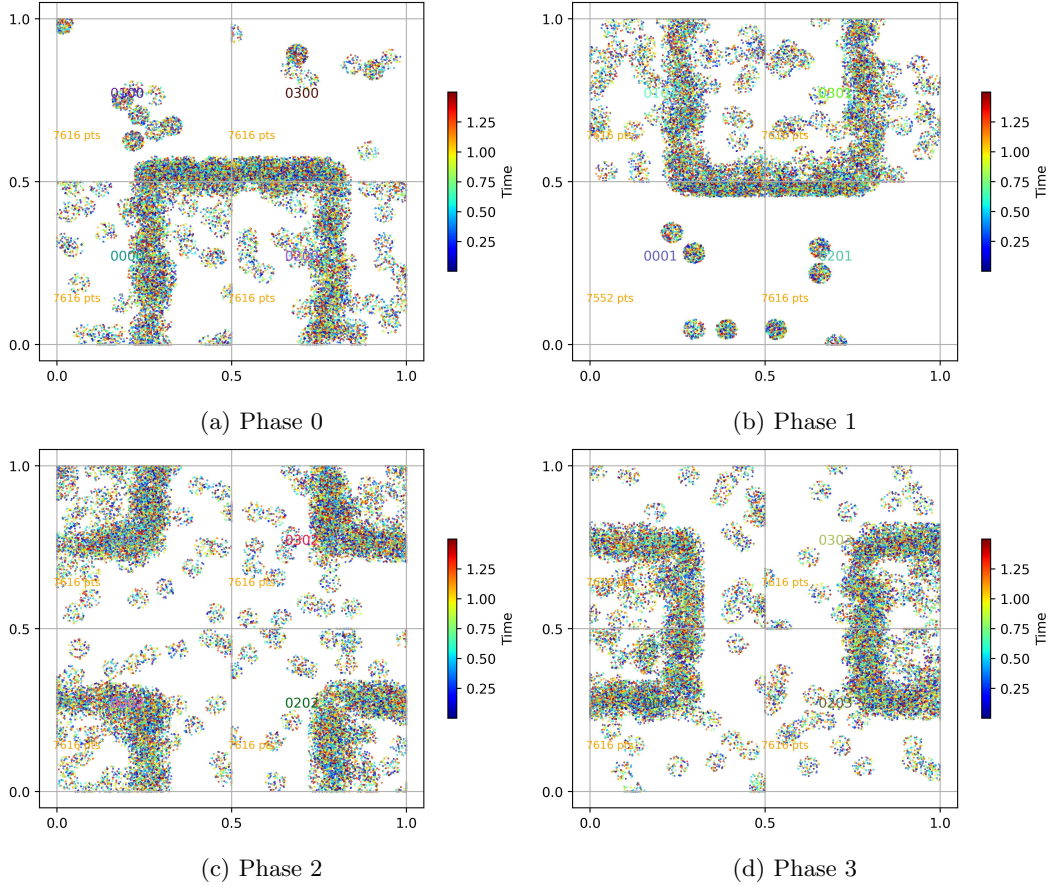 1.0
0100
0300
7616 pts
7616 pts
0.5
0000
7616 pts
7616 pts
0.0
0.0
0.5
1.0
1.25
1.00
0.75
0.50
0.25
Time
(a) Phase 0
1.0
0301
7616 pts
7616 pts
0.5
0001
0201
7552 pts
7616 pts
0.0
0.0
0.5
1.0
1.25
1.00
0.75
0.50
0.25
Time
(b) Phase 1
1.0
0302
7616 pts
7616 pts
0.5
0202
7616 pts
7616 pts
0.0
0.0
0.5
1.0
1.25
1.00
0.75
0.50
0.25
Time
(c) Phase 2
1.0
0303
7616 pts
0.5
0203
7616 pts
7616 pts
0.0
0.0
0.5
1.0
1.25
1.00
0.75
0.50
0.25
Time
(d) Phase 3